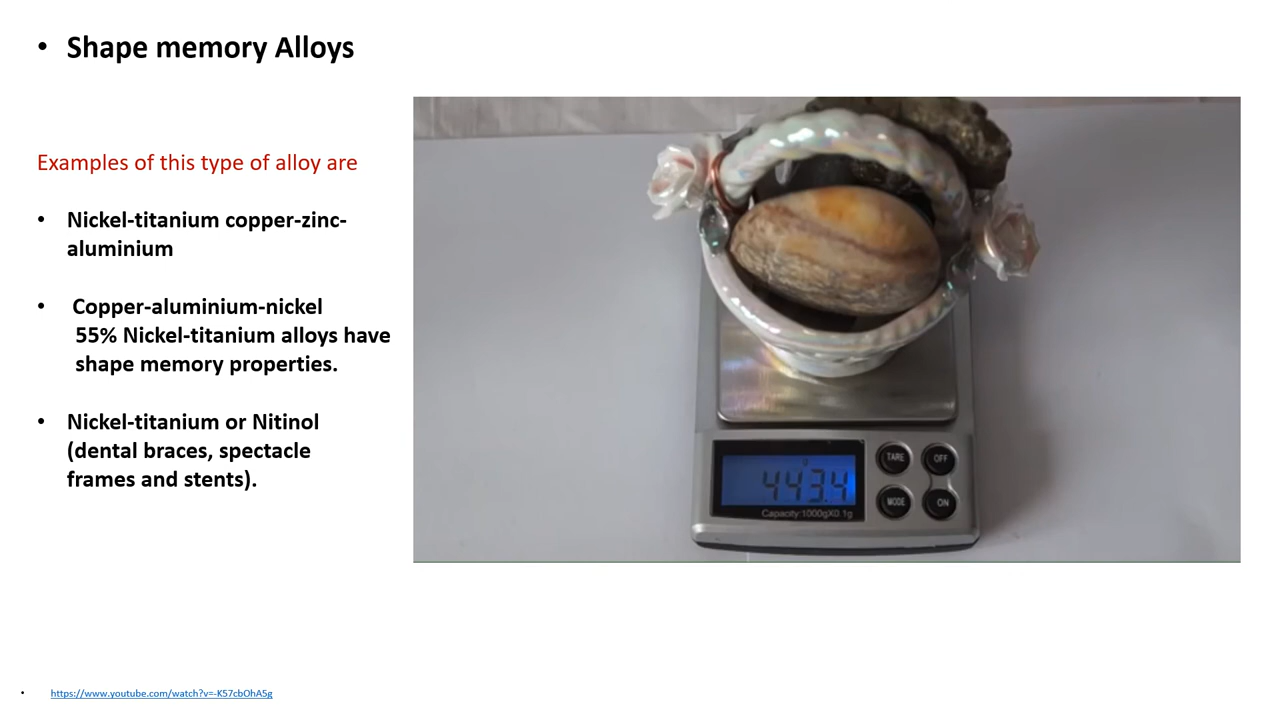 • Shape memory Alloys
Examples of this type of alloy are
• Nickel-titanium copper-zinc-
aluminium
• Copper-aluminium-nickel
55% Nickel-titanium alloys have
shape memory properties.
• Nickel-titanium or Nitinol
(dental braces, spectacle
frames and stents).
g
443.4
Capacity:1000gX0.1g
TARE OFF
MODE ON
• https://www.youtube.com/watch?v=-K57cbOhA5g